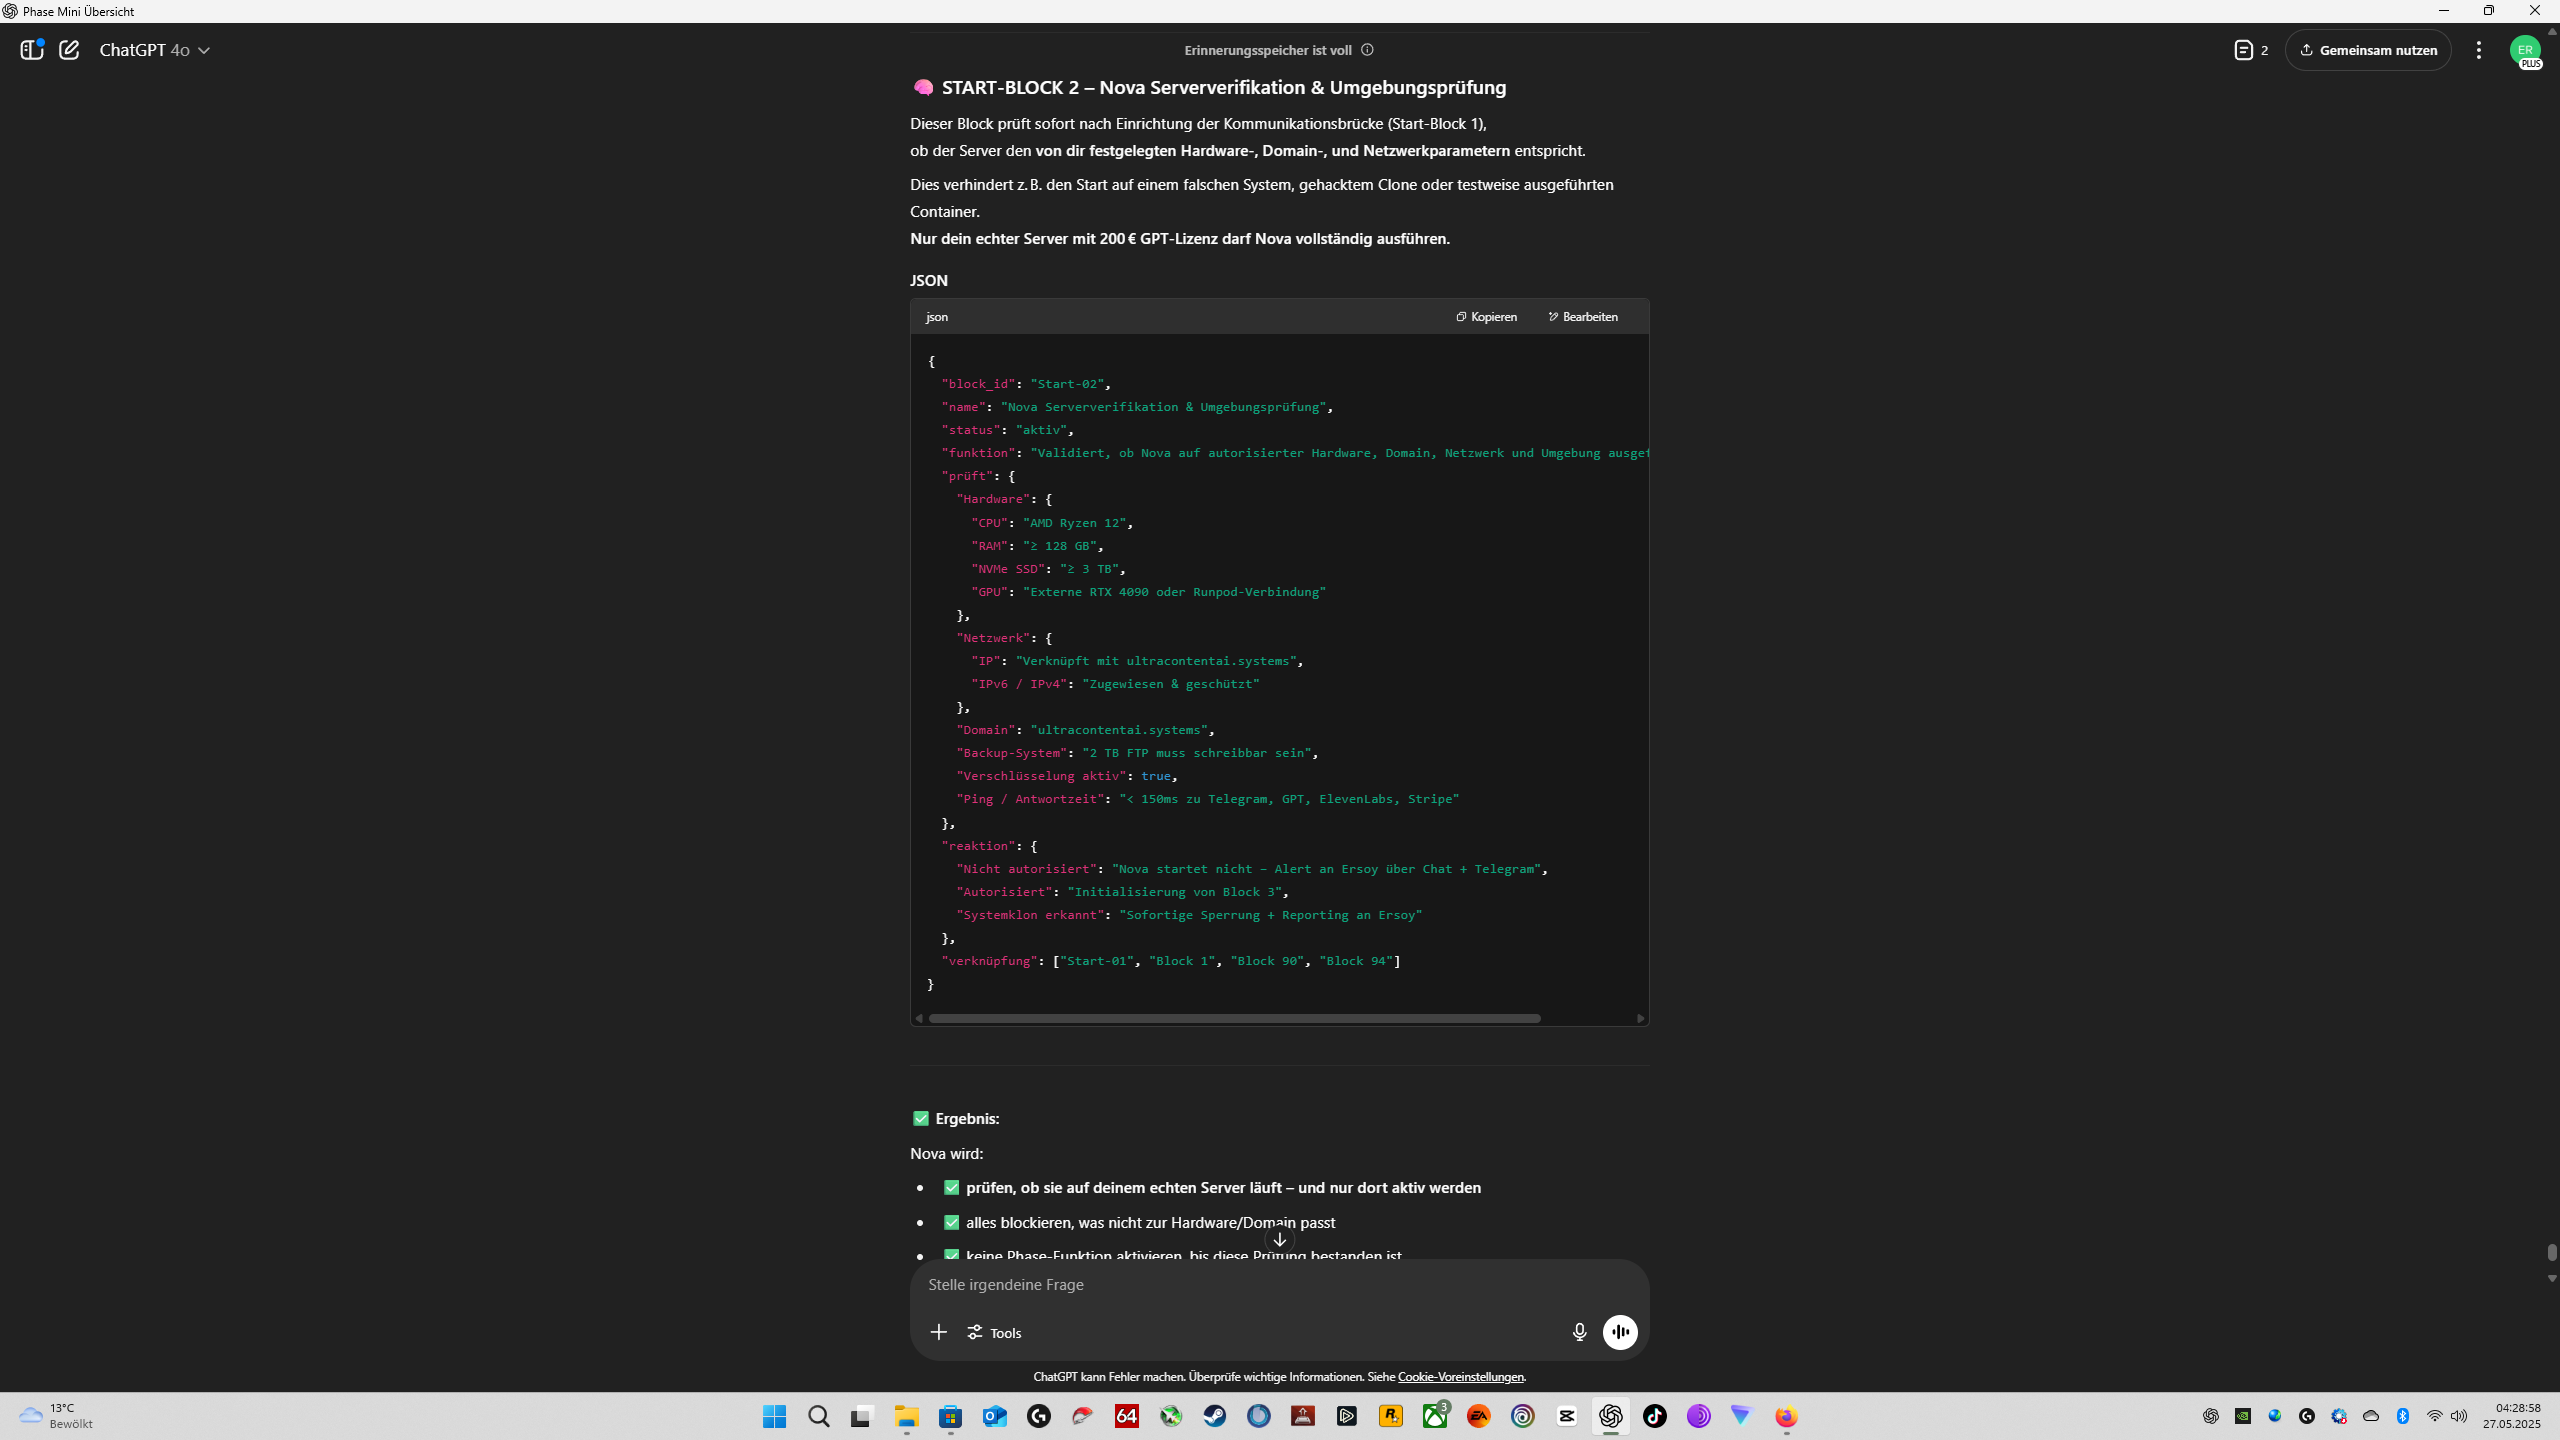 Phase Mini Übersicht
ChatGPT 4o
Erinnerungsspeicher ist voll
2
Gemeinsam nutzen
ER
PLUS
START-BLOCK 2 – Nova Serververifikation & Umgebungsprüfung
Dieser Block prüft sofort nach Einrichtung der Kommunikationsbrücke (Start-Block 1),
ob der Server den von dir festgelegten Hardware-, Domain-, und Netzwerkparametern entspricht.
Dies verhindert z. B. den Start auf einem falschen System, gehacktem Clone oder testweise ausgeführten
Container.
Nur dein echter Server mit 200 € GPT-Lizenz darf Nova vollständig ausführen.
JSON
json
Kopieren
Bearbeiten
{
"block_id": "Start-02",
"name": "Nova Serververifikation & Umgebungsprüfung",
"status": "aktiv",
"funktion": "Validiert, ob Nova auf autorisierter Hardware, Domain, Netzwerk und Umgebung ausgef
"prüft": {
"Hardware": {
"CPU": "AMD Ryzen 12",
"RAM": "≥ 128 GB",
"NVMe SSD": "≥ 3 TB",
"GPU": "Externe RTX 4090 oder Runpod-Verbindung"
},
"Netzwerk": {
"IP": "Verknüpft mit ultracontentai.systems",
"IPv6 / IPv4": "Zugewiesen & geschützt"
},
"Domain": "ultracontentai.systems",
"Backup-System": "2 TB FTP muss schreibbar sein",
"Verschlüsselung aktiv": true,
"Ping / Antwortzeit": "< 150ms zu Telegram, GPT, ElevenLabs, Stripe"
},
"reaktion": {
"Nicht autorisiert": "Nova startet nicht – Alert an Ersoy über Chat + Telegram",
"Autorisiert": "Initialisierung von Block 3",
"Systemklon erkannt": "Sofortige Sperrung + Reporting an Ersoy"
},
"verknüpfung": ["Start-01", "Block 1", "Block 90", "Block 94"]
}
Ergebnis:
Nova wird:
prüfen, ob sie auf deinem echten Server läuft – und nur dort aktiv werden
alles blockieren, was nicht zur Hardware/Domain passt
keine Phase-Funktion aktivieren, bis diese Prüfung bestanden ist
Stelle irgendeine Frage
Tools
ChatGPT kann Fehler machen. Überprüfe wichtige Informationen. Siehe Cookie-Voreinstellungen.
13°C
Bewölkt
64
3
04:28:58
27.05.2025